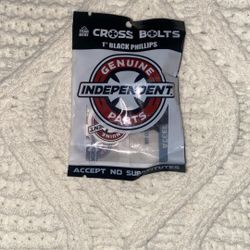 CROSS BOLTS
1" BLACK PHILLIPS
GENUINE
INDEPENDENT
PARTS
ACCEPT NO SUBSTITUTES